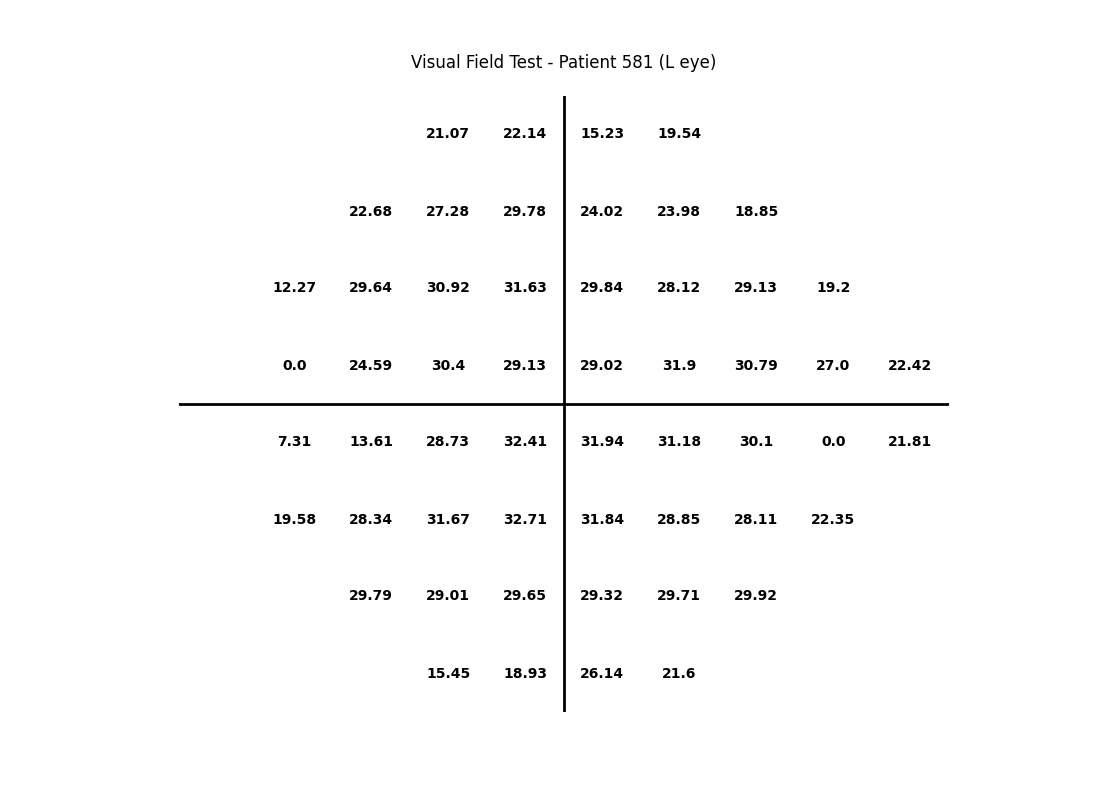 Visual Field Test - Patient 581 (L eye)
21.07 22.14 15.23 19.54
22.68 27.28 29.78 24.02 23.98 18.85
12.27 29.64 30.92 31.63 29.84 28.12 29.13 19.2
0.0 24.59 30.4 29.13 29.02 31.9 30.79 27.0 22.42
7.31 13.61 28.73 32.41 31.94 31.18 30.1 0.0 21.81
19.58 28.34 31.67 32.71 31.84 28.85 28.11 22.35
29.79 29.01 29.65 29.32 29.71 29.92
15.45 18.93 26.14 21.6